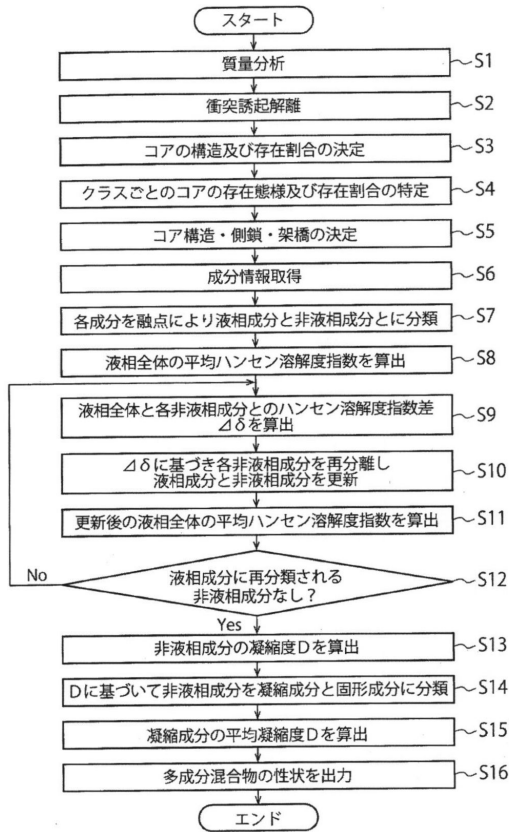 スタート
質量分析 S1
衝突誘起解離 S2
コアの構造及び存在割合の決定 S3
クラスごとのコアの存在態様及び存在割合の特定 S4
コア構造・側鎖・架橋の決定 S5
成分情報取得 S6
各成分を融点により液相成分と非液相成分とに分類 S7
液相全体の平均ハンセン溶解度指数を算出 S8
液相全体と各非液相成分とのハンセン溶解度指数差
⊿δを算出 S9
⊿δに基づき各非液相成分を再分離し
液相成分と非液相成分を更新 S10
更新後の液相全体の平均ハンセン溶解度指数を算出 S11
液相成分に再分類される
非液相成分なし? S12
No
Yes
非液相成分の凝縮度Dを算出 S13
Dに基づいて非液相成分を凝縮成分と固形成分に分類 S14
凝縮成分の平均凝縮度Dを算出 S15
多成分混合物の性状を出力 S16
エンド